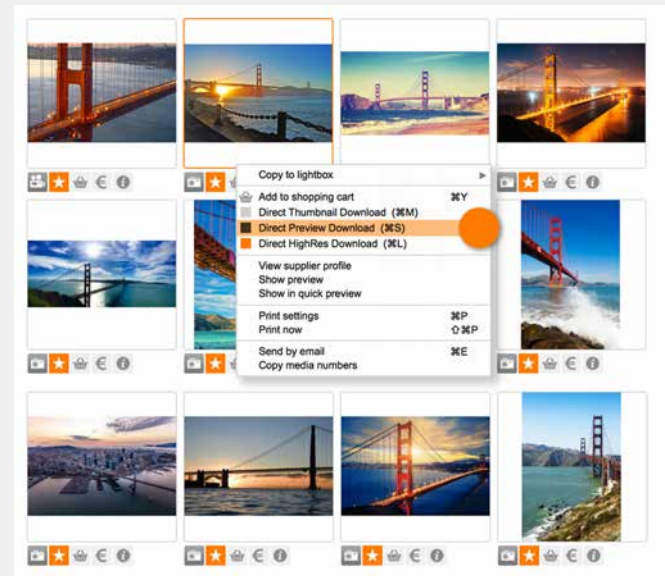 Copy to lightbox
Add to shopping cart ⌘Y
Direct Thumbnail Download (⌘M)
Direct Preview Download (⌘S)
Direct HighRes Download (⌘L)
View supplier profile
Show preview
Show in quick preview
Print settings ⌘P
Print now ⇧⌘P
Send by email ⌘E
Copy media numbers